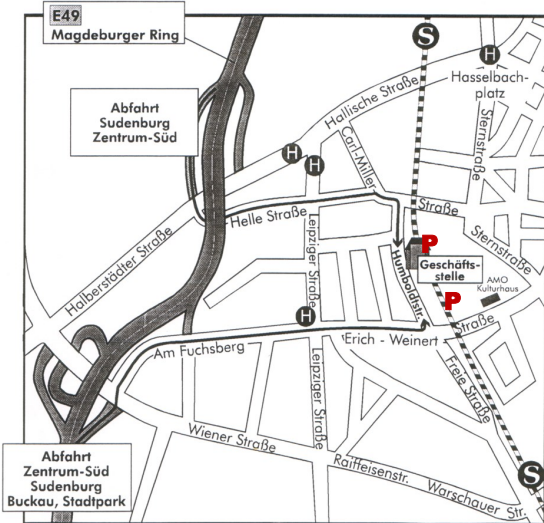 E49
Magdeburger Ring
S
H
Hasselbach-
platz
Abfahrt
Sudenburg
Zentrum-Süd
Hallische Straße
Sternstraße
Carl-Miller-
Straße
H
H
Helle Straße
Leipziger Straße
Halberstädter Straße
Humboldtstr.
P
Geschäfts-
stelle
Sternstraße
AMO
Kulturhaus
P
H
Am Fuchsberg
Erich - Weinert
Straße
Leipziger Straße
Freie Straße
Wiener Straße
Raiffeisenstr.
Warschauer Str.
S
Abfahrt
Zentrum-Süd
Sudenburg
Buckau, Stadtpark